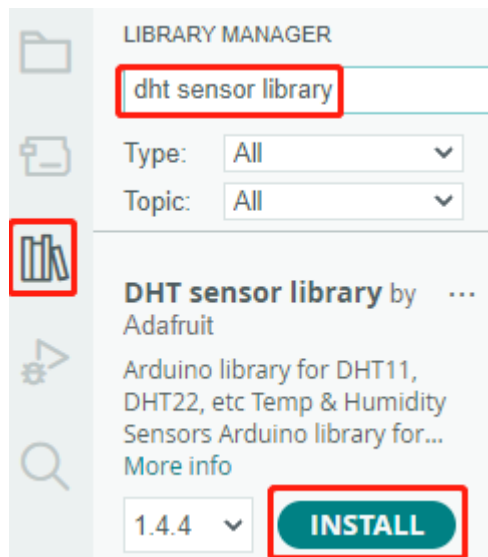 LIBRARY MANAGER
dht sensor library
Type: All
Topic: All
DHT sensor library by ...
Adafruit
Arduino library for DHT11,
DHT22, etc Temp & Humidity
Sensors Arduino library for...
More info
1.4.4 INSTALL